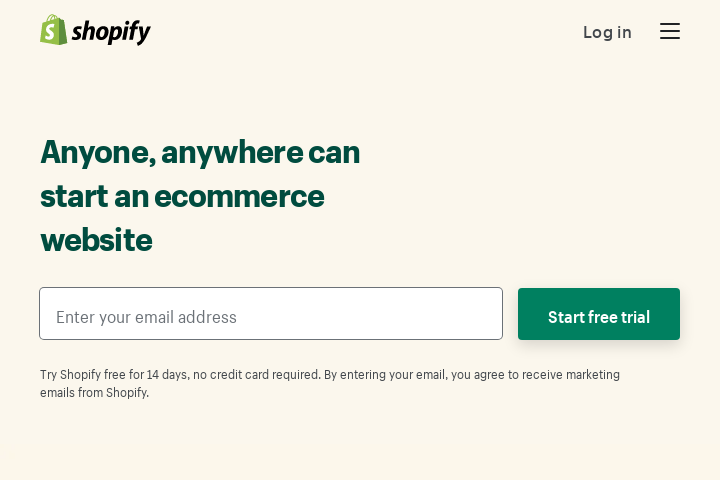 shopify
Log in
Anyone, anywhere can
start an ecommerce
website
Enter your email address
Start free trial
Try Shopify free for 14 days, no credit card required. By entering your email, you agree to receive marketing
emails from Shopify.